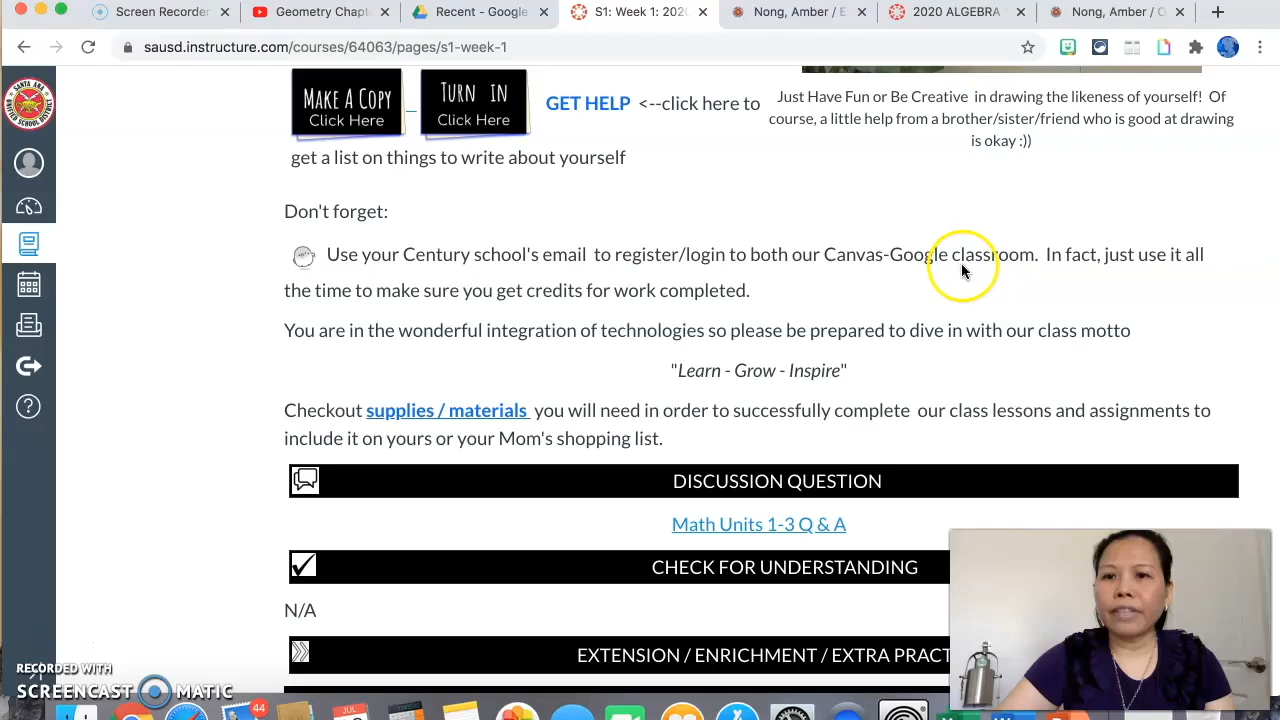 Screen Recorder
Geometry Chapt
Recent - Google
S1: Week 1: 202
Nong, Amber / E
2020 ALGEBRA
Nong, Amber / C
sausd.instructure.com/courses/64063/pages/s1-week-1
SANTA ANA
UNIFIED SCHOOL DISTRICT
MAKE A COPY
Click Here
TURN IN
Click Here
GET HELP <--click here to
get a list on things to write about yourself
Just Have Fun or Be Creative in drawing the likeness of yourself! Of
course, a little help from a brother/sister/friend who is good at drawing
is okay :))
Don't forget:
Use your Century school's email to register/login to both our Canvas-Google classroom. In fact, just use it all
the time to make sure you get credits for work completed.
You are in the wonderful integration of technologies so please be prepared to dive in with our class motto
"Learn - Grow - Inspire"
Checkout supplies / materials you will need in order to successfully complete our class lessons and assignments to
include it on yours or your Mom's shopping list.
DISCUSSION QUESTION
Math Units 1-3 Q & A
CHECK FOR UNDERSTANDING
N/A
EXTENSION / ENRICHMENT / EXTRA PRACT
RECORDED WITH
SCREENCAST MATIC
44
JUL